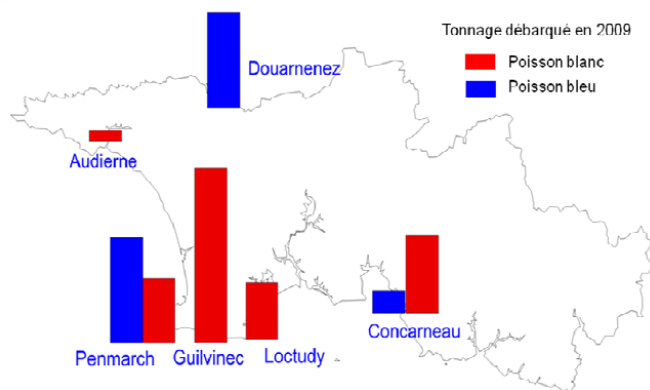 Tonnage débarqué en 2009
Poisson blanc
Poisson bleu
Douarnenez
Audierne
Penmarch
Guilvinec
Loctudy
Concarneau